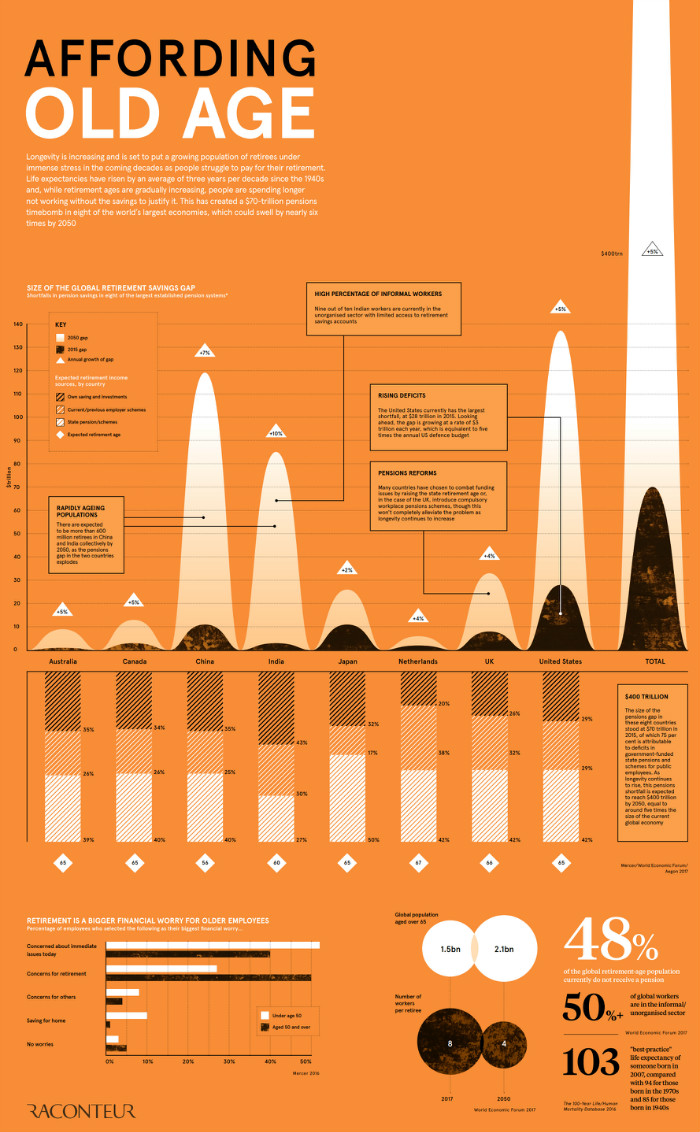 AFFORDING
OLD AGE
Longevity is increasing and is set to put a growing population of retirees under
immense stress in the coming decades as people struggle to pay for their retirement.
Life expectancies have risen by an average of three years per decade since the 1940s
and, while retirement ages are gradually increasing, people are spending longer
not working without the savings to justify it. This has created a $70-trillion pensions
timebomb in eight of the world's largest economies, which could swell by nearly six
times by 2050
$400trn
+5%
SIZE OF THE GLOBAL RETIREMENT SAVINGS GAP
Shortfalls in pension savings in eight of the largest established pension systems*
HIGH PERCENTAGE OF INFORMAL WORKERS
Nine out of ten Indian workers are currently in the
unorganised sector with limited access to retirement
savings accounts
KEY
2050 gap
2015 gap
Annual growth of gap
Expected retirement income
sources, by country
Own saving and investments
Current/previous employer schemes
State pension/schemes
Expected retirement age
RISING DEFICITS
The United States currently has the largest
shortfall, at $28 trillion in 2015. Looking
ahead, the gap is growing at a rate of $3
trillion each year, which is equivalent to five
times the annual US defence budget
PENSIONS REFORMS
Many countries have chosen to combat funding
issues by raising the state retirement age or,
in the case of the UK, introduce compulsory
workplace pensions schemes, though this
won't completely alleviate the problem as
longevity continues to increase
RAPIDLY AGEING
POPULATIONS
There are expected
to be more than 600
million retirees in China
and India collectively by
2050, as the pensions
gap in the two countries
explodes
$trillion
140
130
120
110
100
90
80
70
60
50
40
30
20
10
0
+5%
+5%
+7%
+10%
+2%
+4%
+4%
+5%
Australia
Canada
China
India
Japan
Netherlands
UK
United States
TOTAL
35%
34%
35%
43%
32%
20%
26%
29%
26%
26%
25%
30%
17%
38%
32%
29%
39%
40%
40%
27%
50%
42%
42%
42%
65
65
56
60
65
67
66
65
$400 TRILLION
The size of the
pensions gap in
these eight countries
stood at $70 trillion in
2015, of which 75 per
cent is attributable
to deficits in
government-funded
state pensions and
schemes for public
employees. As
longevity continues
to rise, this pensions
shortfall is expected
to reach $400 trillion
by 2050, equal to
around five times the
size of the current
global economy
Mercer/World Economic Forum/
Aegon 2017
RETIREMENT IS A BIGGER FINANCIAL WORRY FOR OLDER EMPLOYEES
Percentage of employees who selected the following as their biggest financial worry...
Concerned about immediate
issues today
Concerns for retirement
Concerns for others
Saving for home
No worries
Under age 50
Aged 50 and over
0%
10%
20%
30%
40%
50%
Mercer 2016
Global population
aged over 65
1.5bn
2.1bn
Number of
workers
per retiree
8
4
2017
2050
World Economic Forum 2017
48%
of the global retirement-age population
currently do not receive a pension
50%+
of global workers
are in the informal/
unorganised sector
World Economic Forum 2017
103
"best-practice"
life expectancy of
someone born in
2007, compared
with 94 for those
born in the 1970s
and 85 for those
born in 1940s
The 100-Year Life/Human
Mortality Database 2016
RACONTEUR